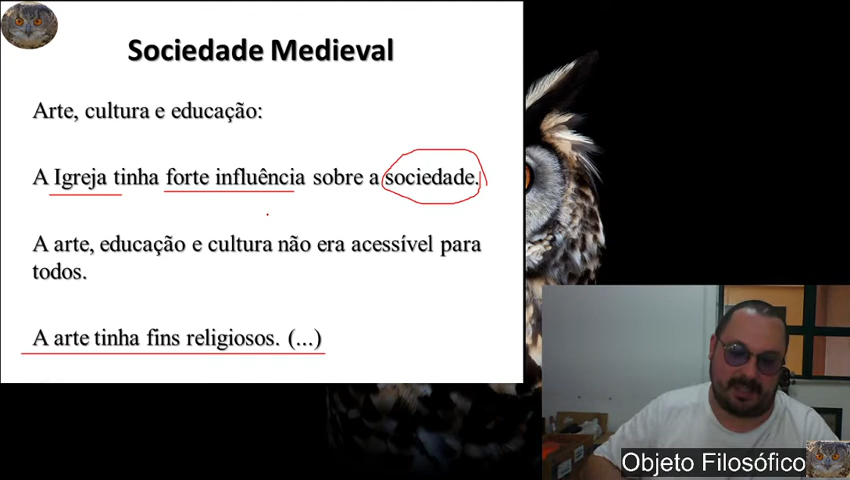 Sociedade Medieval
Arte, cultura e educação:
A Igreja tinha forte influência sobre a sociedade.
A arte, educação e cultura não era acessível para
todos.
A arte tinha fins religiosos. (...)
Objeto Filosófico